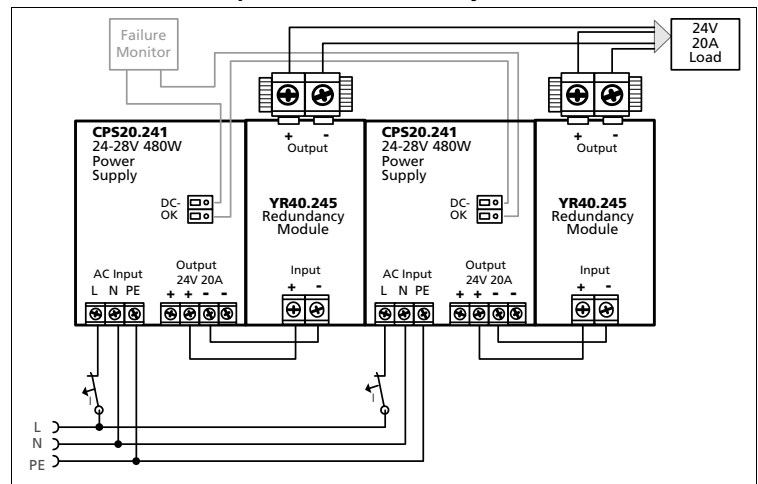 Failure
Monitor
24V
20A
Load
CPS20.241
24-28V 480W
Power
Supply
DC-
OK
AC Input
L N PE
Output
24V 20A
+ + - -
+ -
Output
YR40.245
Redundancy
Module
Input
+ -
CPS20.241
24-28V 480W
Power
Supply
DC-
OK
AC Input
L N PE
Output
24V 20A
+ + - -
+ -
Output
YR40.245
Redundancy
Module
Input
+ -
I
I
L
N
PE